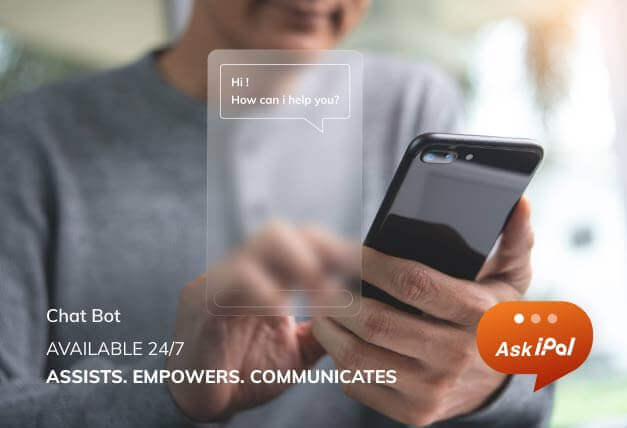 Hi !
How can i help you?
Chat Bot
AVAILABLE 24/7
ASSISTS. EMPOWERS. COMMUNICATES
Ask iPal